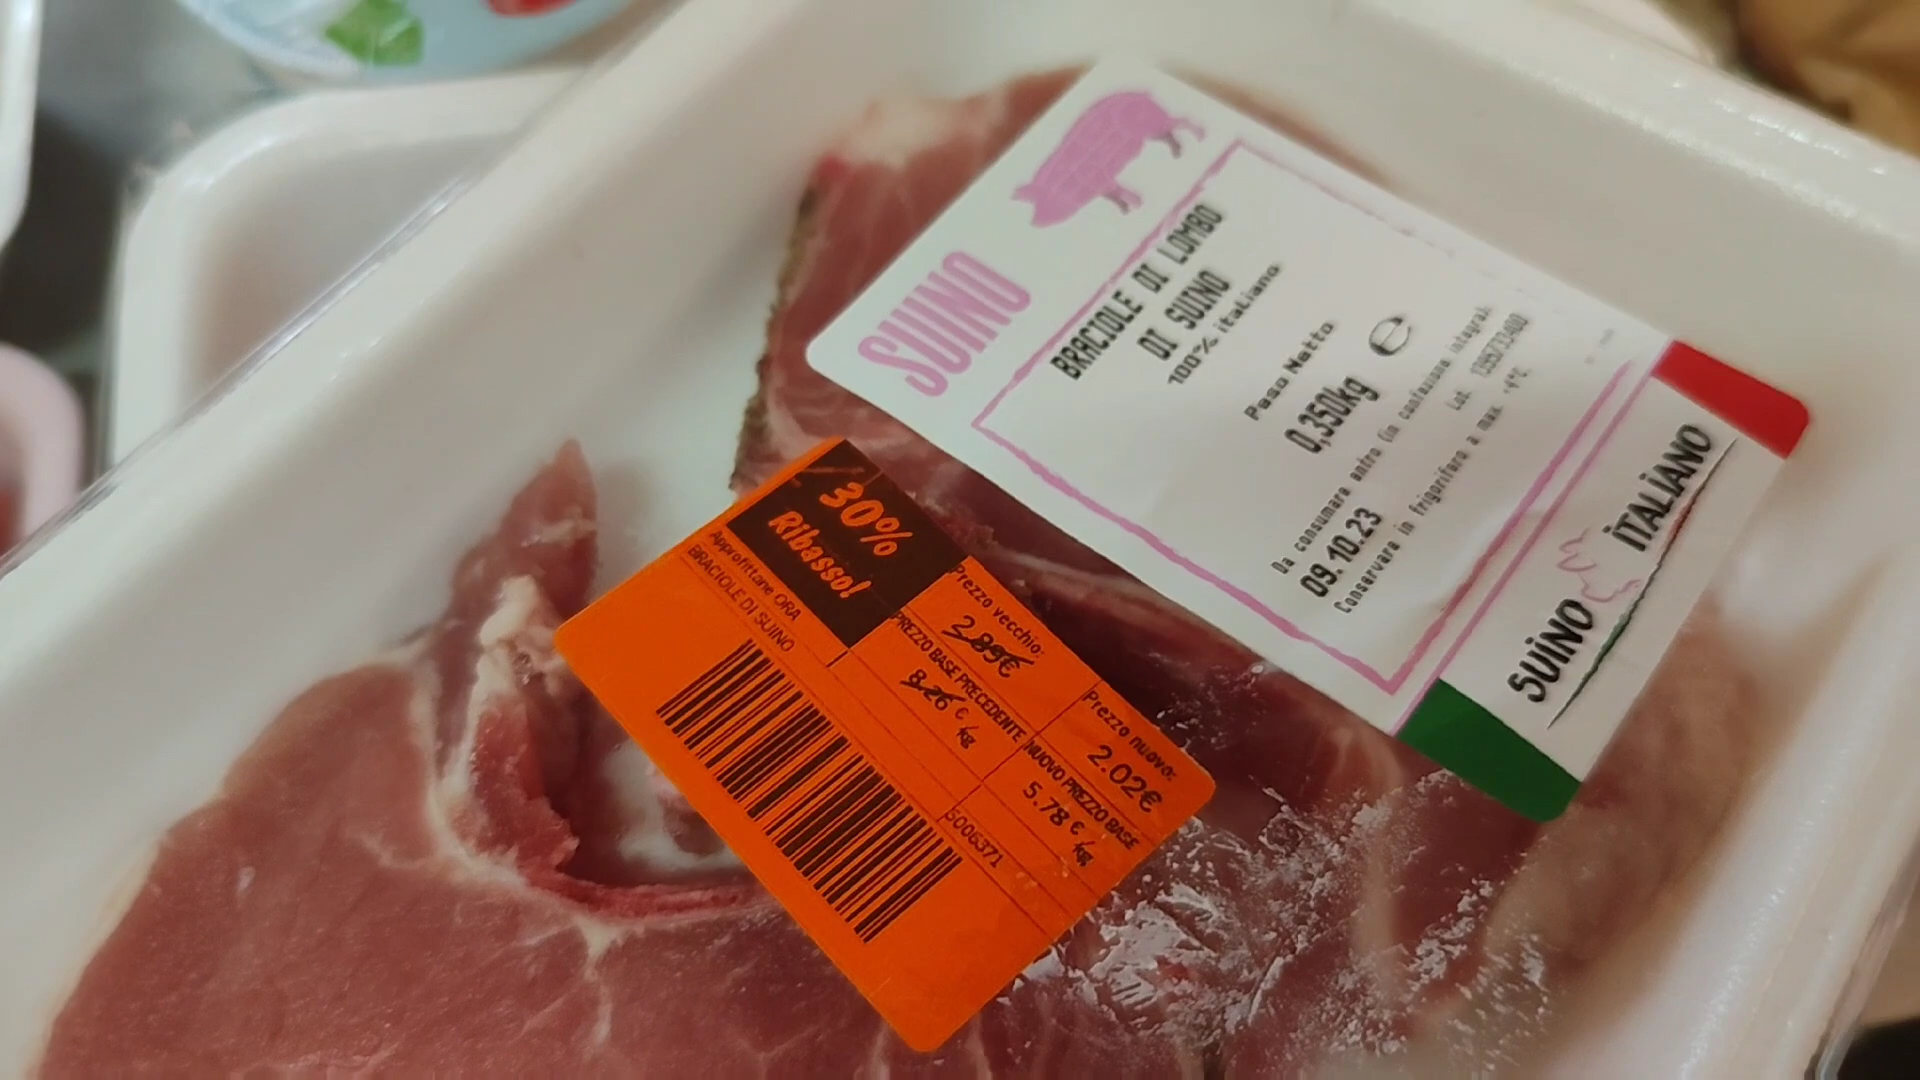 SUINO
BRACIOLE DI LOMBO
DI SUINO
100% italiano
Peso Netto
0,350kg e
Da consumare entro (in confezione integra):
09.10.23
Lot.
Conservare in frigorifero a max. +4°C.
SUiNO iTALiANO
30%
Ribasso!
Approfittane ORA
BRACIOLE DI SUINO
Prezzo vecchio:
2.89€
PREZZO BASE PRECEDENTE
8.26 € /kg
Prezzo nuovo:
2.02€
NUOVO PREZZO BASE
5.78 € /kg
5006371